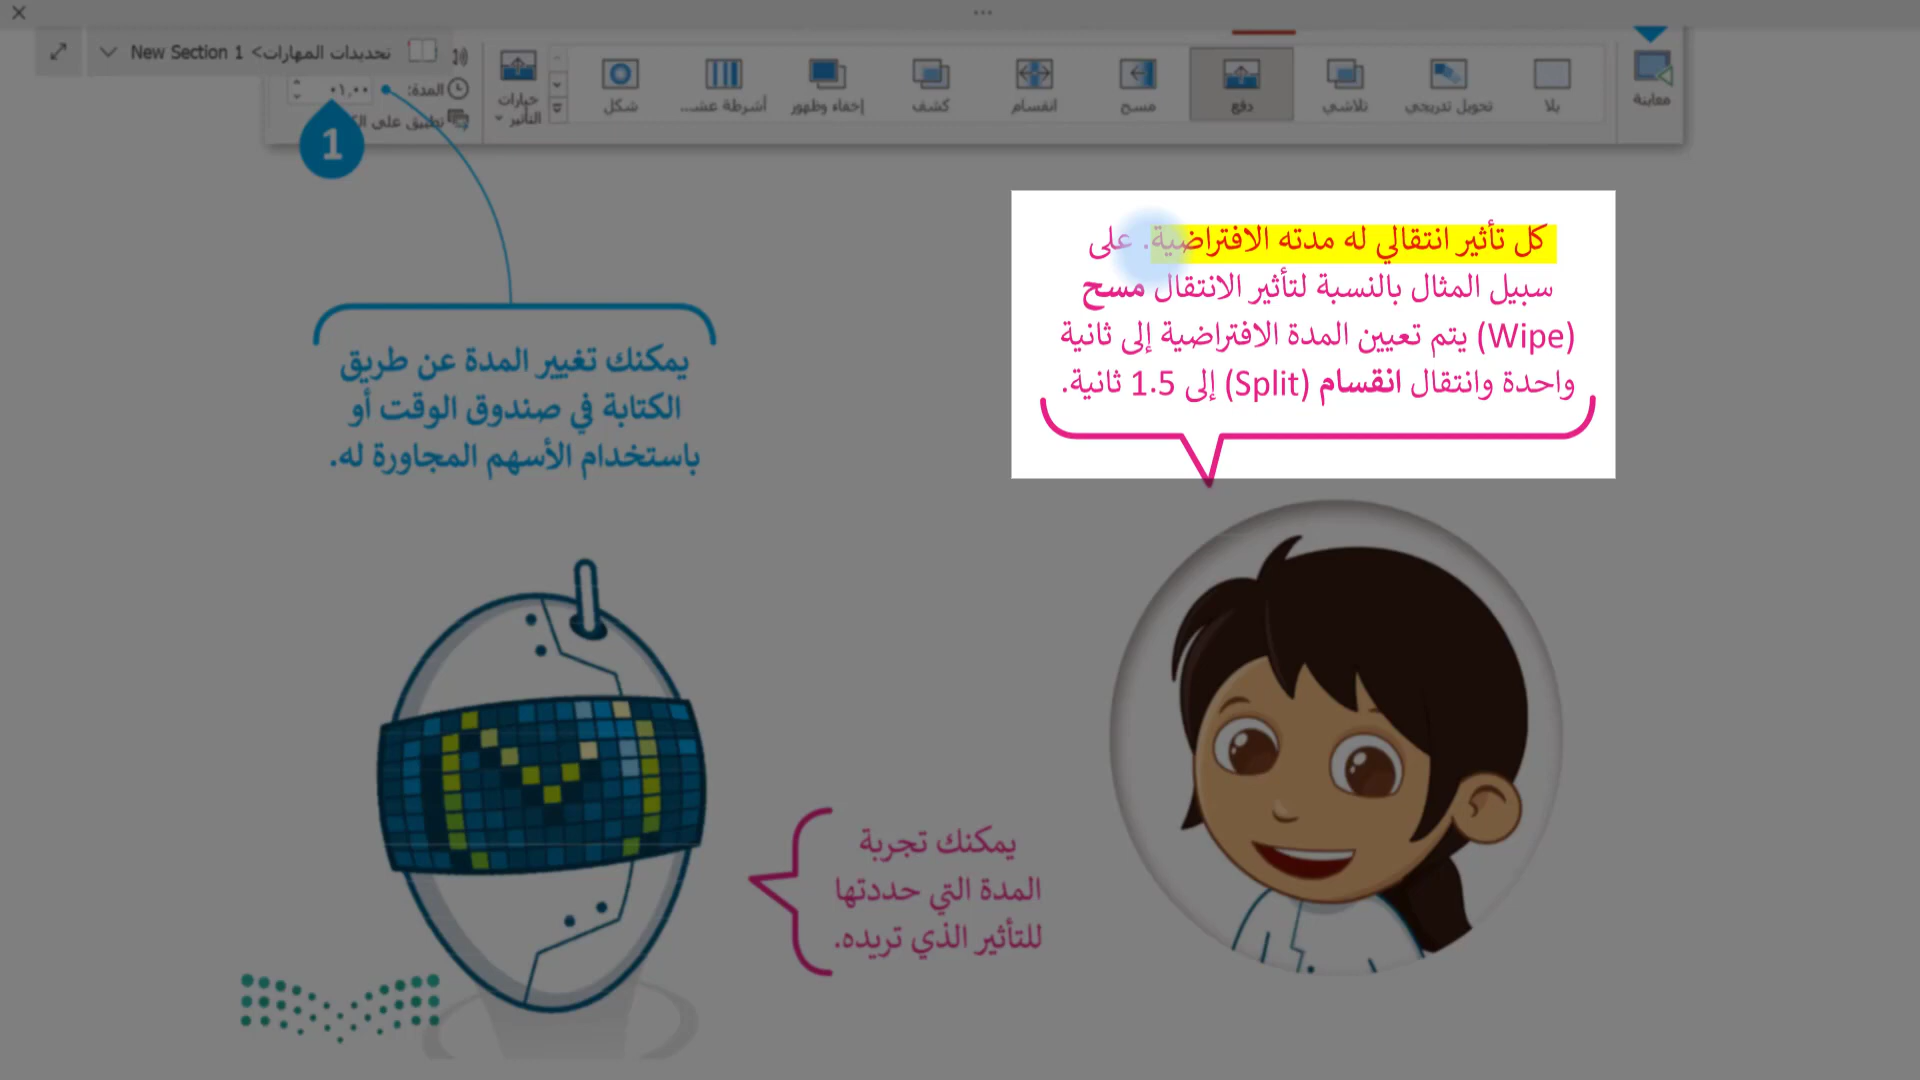 New Section 1 <تحديدات المهارات
معاينة
بلا
تحويل تدريجي
تلاشي
دفع
مسح
انقسام
كشف
إخفاء وظهور
أشرطة عشـ...
شكل
خيارات
التأثير
المدة:
٠١,٠٠
تطبيق على
1
كل تأثير انتقالي له مدته الافتراضية. على
سبيل المثال بالنسبة لتأثير الانتقال مسح
(Wipe) يتم تعيين المدة الافتراضية إلى ثانية
واحدة وانتقال انقسام (Split) إلى 1.5 ثانية.
يمكنك تغيير المدة عن طريق
الكتابة في صندوق الوقت أو
باستخدام الأسهم المجاورة له.
يمكنك تجربة
المدة التي حددتها
للتأثير الذي تريده.